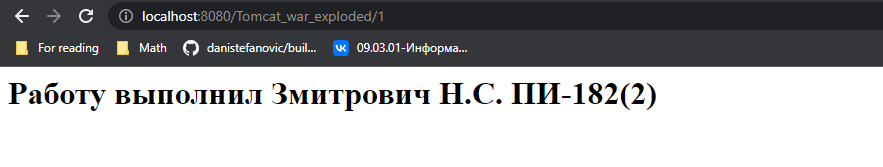 localhost:8080/Tomcat_war_exploded/1
For reading Math danistefanovic/buil... 09.03.01-Информа...
Работу выполнил Змитрович Н.С. ПИ-182(2)